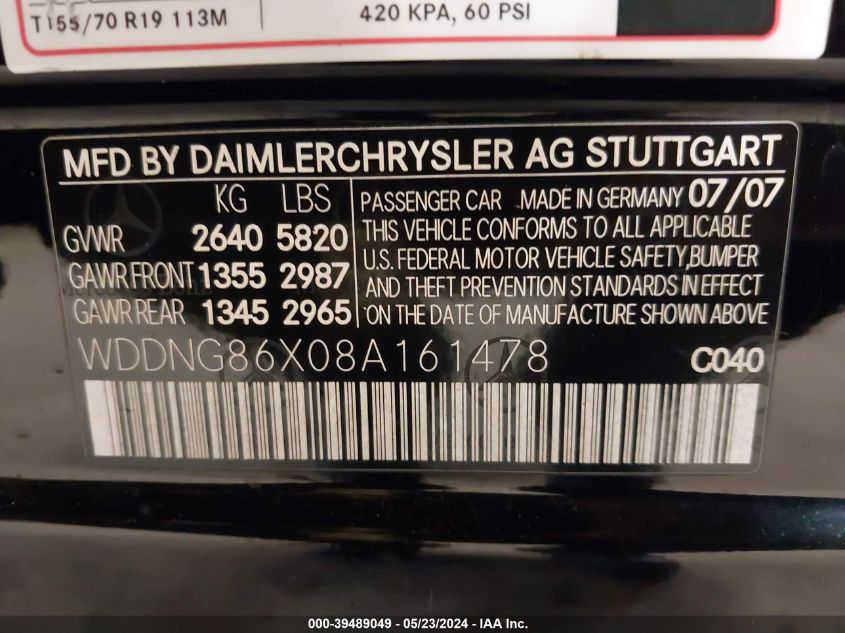 T155/70 R19 113M
420 KPA, 60 PSI
MFD BY DAIMLERCHRYSLER AG STUTTGART
KG LBS
GVWR 2640 5820
GAWR FRONT 1355 2987
GAWR REAR 1345 2965
PASSENGER CAR MADE IN GERMANY 07/07
THIS VEHICLE CONFORMS TO ALL APPLICABLE
U.S. FEDERAL MOTOR VEHICLE SAFETY, BUMPER
AND THEFT PREVENTION STANDARDS IN EFFECT
ON THE DATE OF MANUFACTURE SHOWN ABOVE
WDDNG86X08A161478 C040
000-39489049 - 05/23/2024 - IAA Inc.